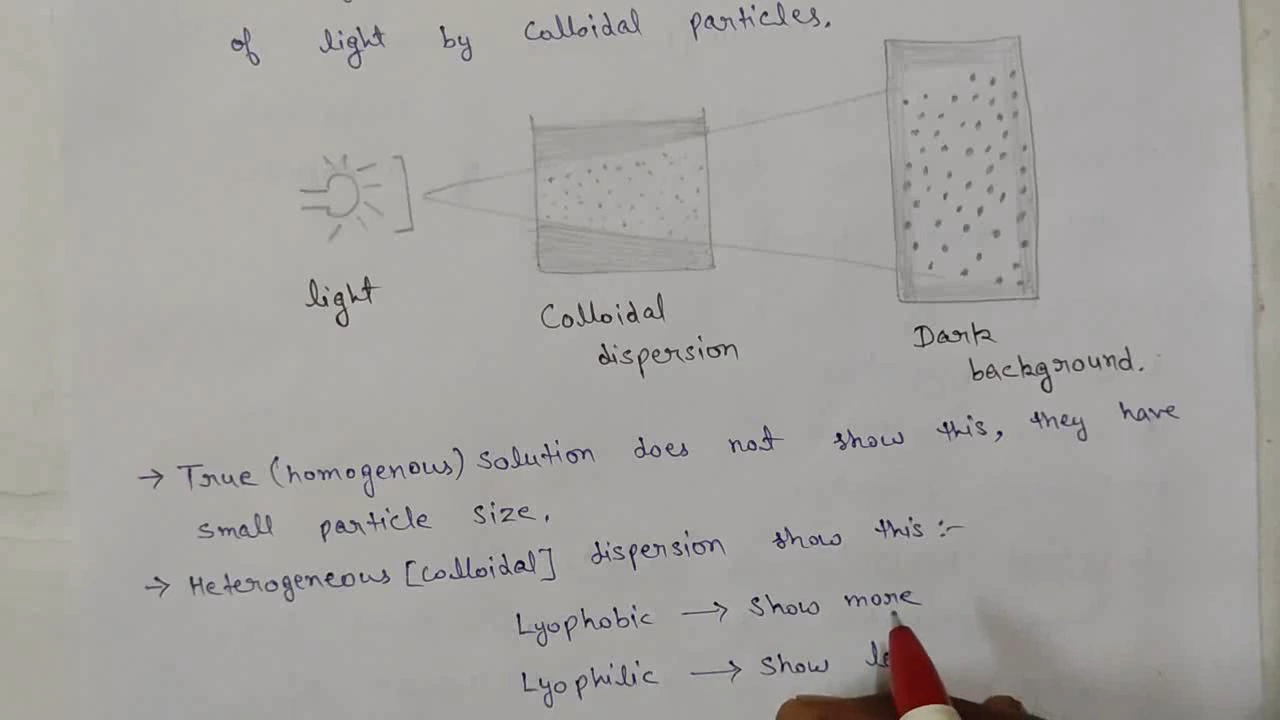 of light by Colloidal particles.
light
Colloidal
dispersion
Dark
background.
→ True (homogenous) solution does not show this, they have
small particle size.
→ Heterogeneous [colloidal] dispersion show this :-
Lyophobic → show more
Lyophilic → show